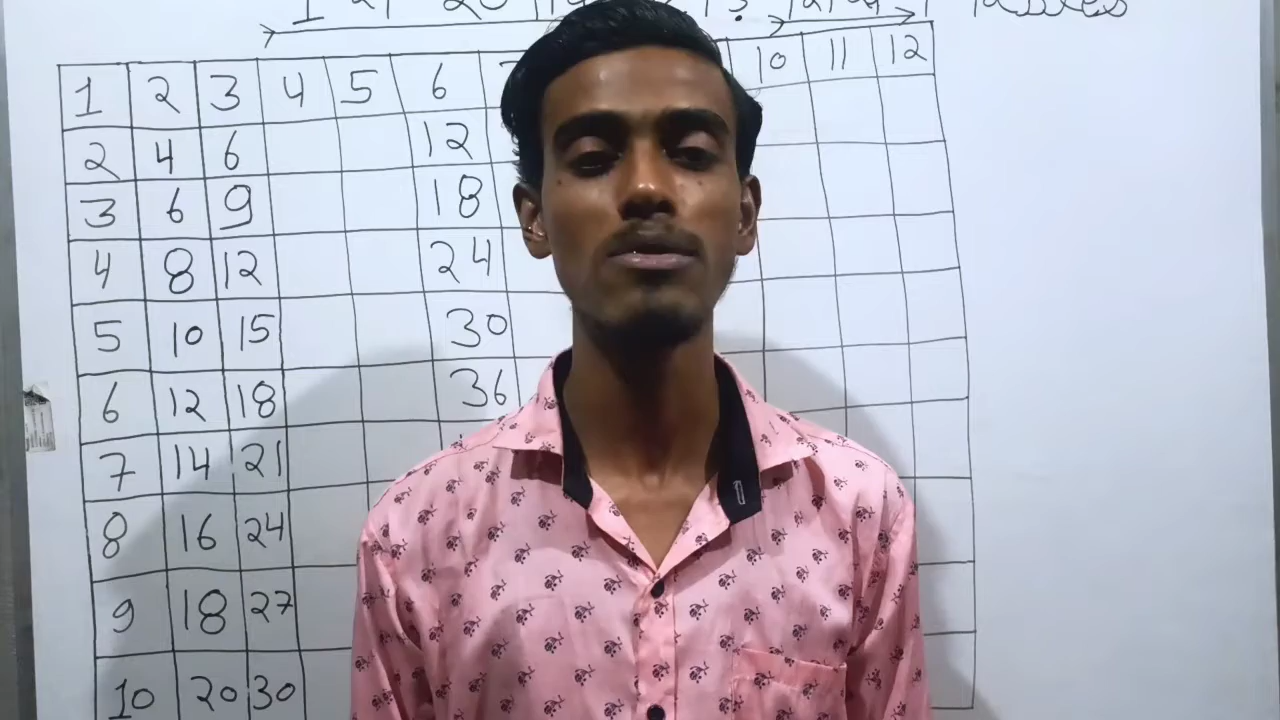 Tables
1 2 3 4 5 6 10 11 12
2 4 6 12
3 6 9 18
4 8 12 24
5 10 15 30
6 12 18 36
7 14 21
8 16 24
9 18 27
10 20 30